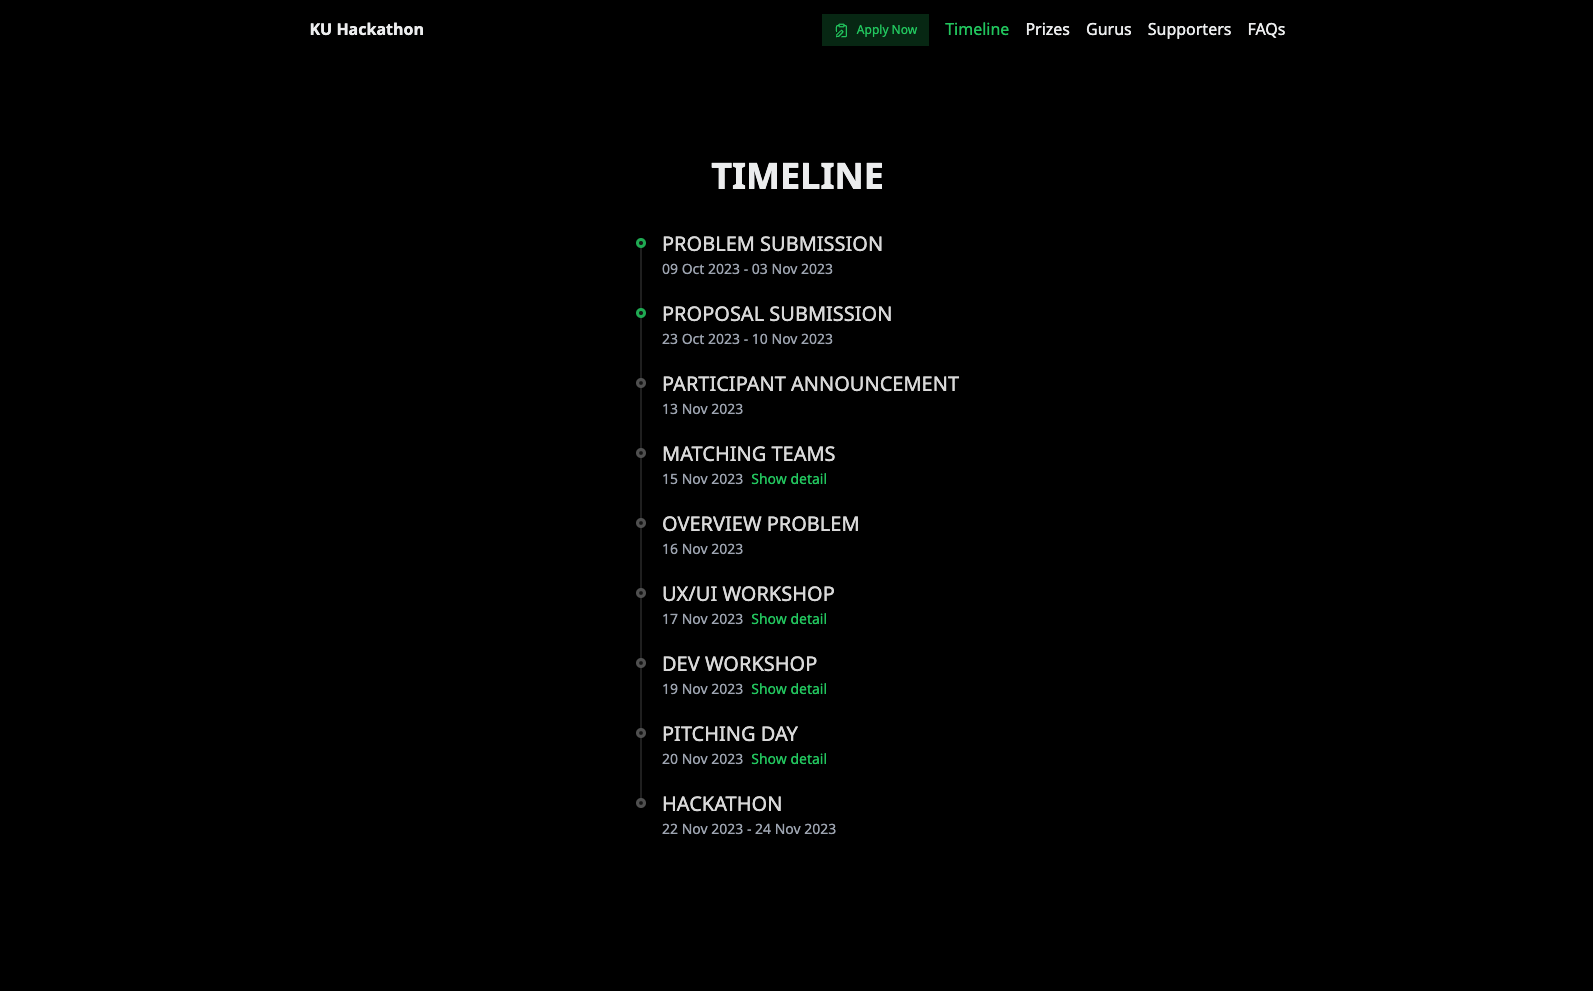 KU Hackathon
Apply Now Timeline Prizes Gurus Supporters FAQs
TIMELINE
PROBLEM SUBMISSION
09 Oct 2023 - 03 Nov 2023
PROPOSAL SUBMISSION
23 Oct 2023 - 10 Nov 2023
PARTICIPANT ANNOUNCEMENT
13 Nov 2023
MATCHING TEAMS
15 Nov 2023 Show detail
OVERVIEW PROBLEM
16 Nov 2023
UX/UI WORKSHOP
17 Nov 2023 Show detail
DEV WORKSHOP
19 Nov 2023 Show detail
PITCHING DAY
20 Nov 2023 Show detail
HACKATHON
22 Nov 2023 - 24 Nov 2023